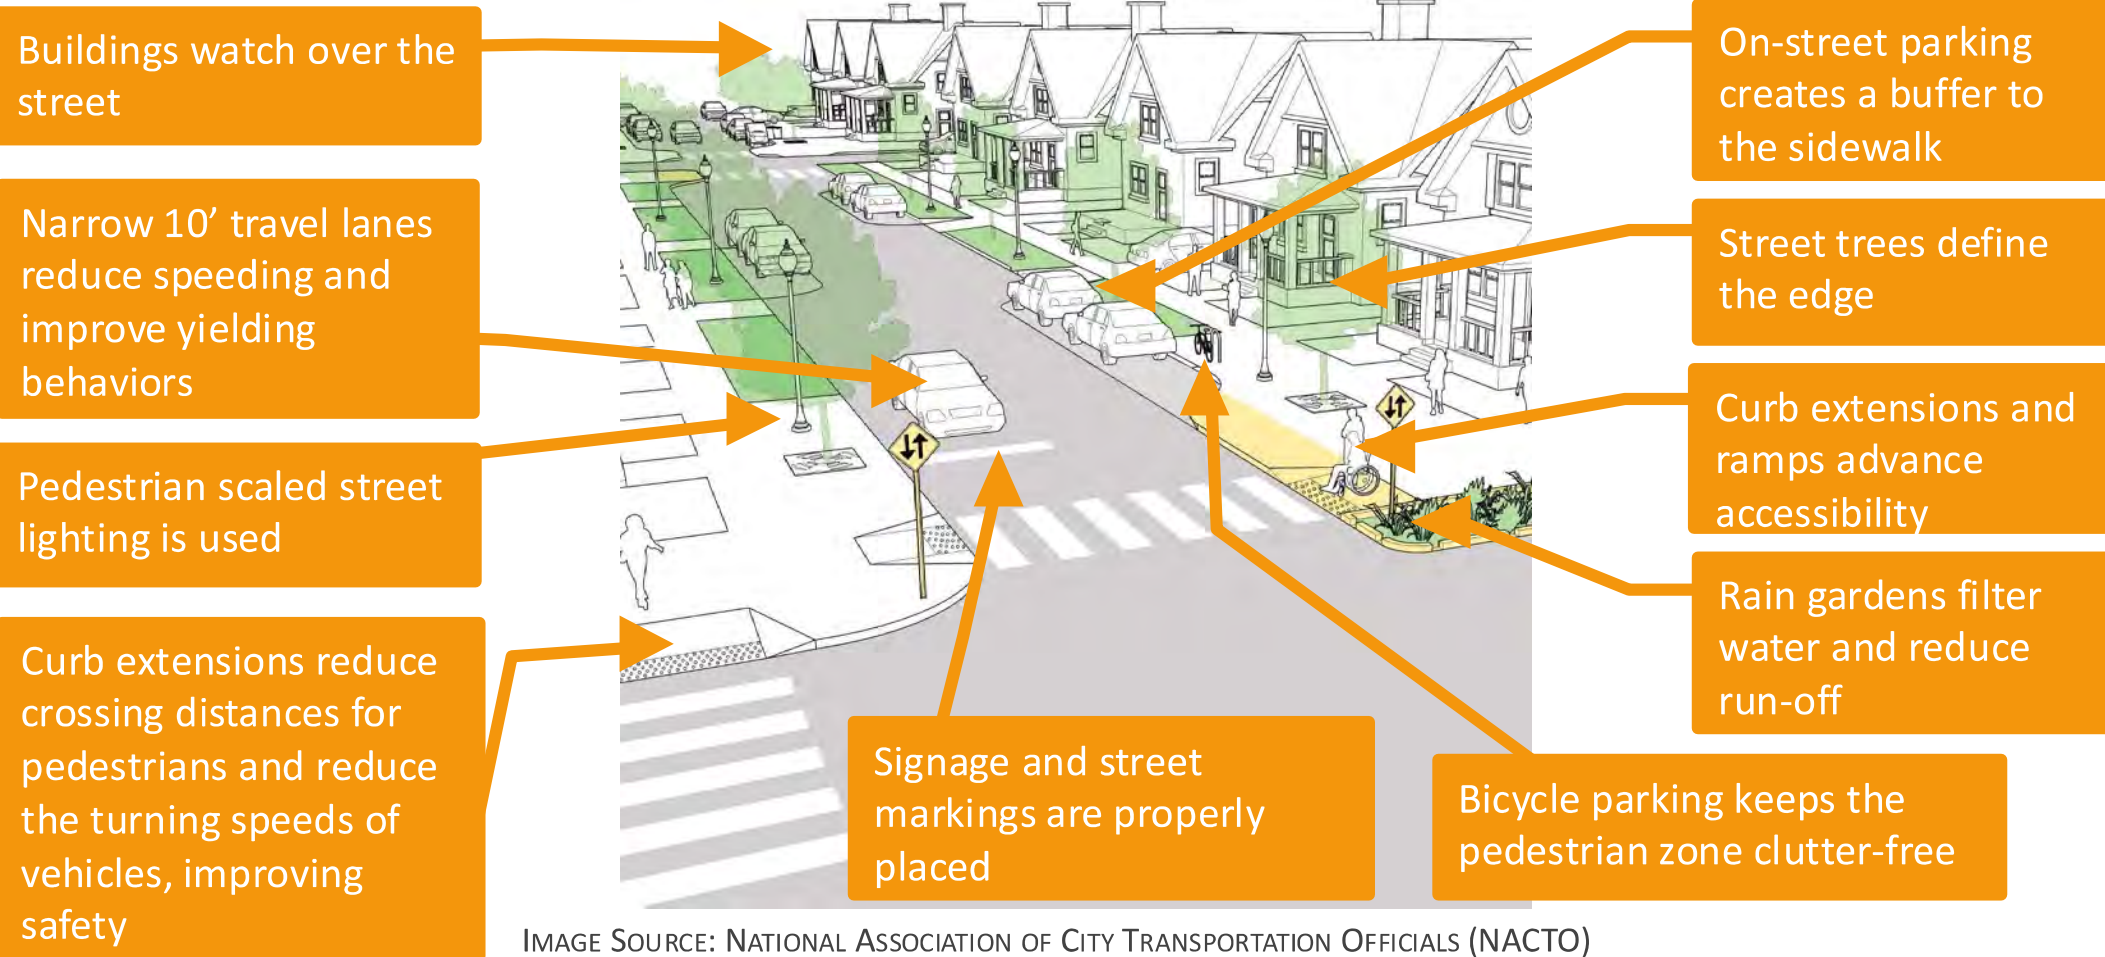 Buildings watch over the
street
Narrow 10’ travel lanes
reduce speeding and
improve yielding
behaviors
Pedestrian scaled street
lighting is used
Curb extensions reduce
crossing distances for
pedestrians and reduce
the turning speeds of
vehicles, improving
safety
Signage and street
markings are properly
placed
Bicycle parking keeps the
pedestrian zone clutter-free
On-street parking
creates a buffer to
the sidewalk
Street trees define
the edge
Curb extensions and
ramps advance
accessibility
Rain gardens filter
water and reduce
run-off
IMAGE SOURCE: NATIONAL ASSOCIATION OF CITY TRANSPORTATION OFFICIALS (NACTO)